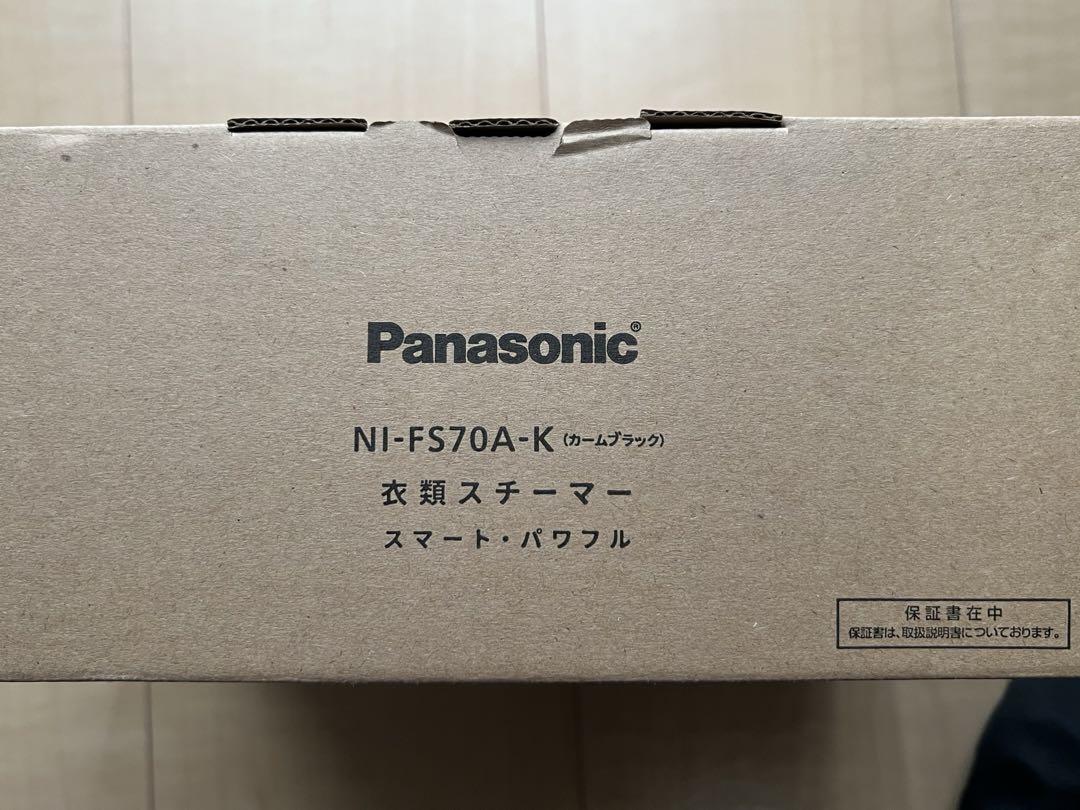 Panasonic®
NI-FS70A-K (カームブラック)
衣類スチーマー
スマート・パワフル
保証書在中
保証書は、取扱説明書についております。